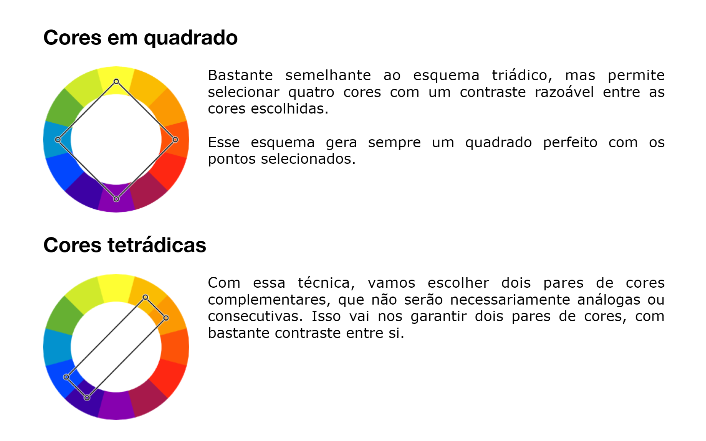 Cores em quadrado
Bastante semelhante ao esquema triádico, mas permite
selecionar quatro cores com um contraste razoável entre as
cores escolhidas.
Esse esquema gera sempre um quadrado perfeito com os
pontos selecionados.
Cores tetrádicas
Com essa técnica, vamos escolher dois pares de cores
complementares, que não serão necessariamente análogas ou
consecutivas. Isso vai nos garantir dois pares de cores, com
bastante contraste entre si.